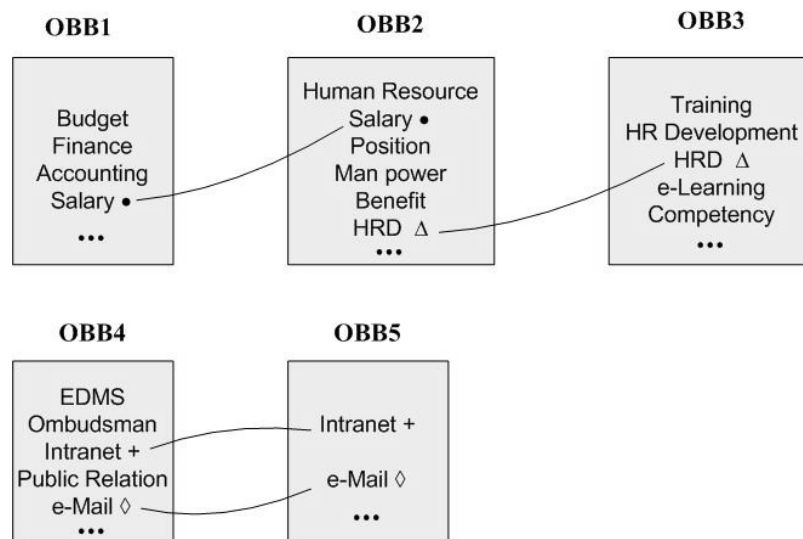 OBB1
Budget
Finance
Accounting
Salary •
•••
OBB2
Human Resource
Salary •
Position
Man power
Benefit
HRD Δ
•••
OBB3
Training
HR Development
HRD Δ
e-Learning
Competency
•••
OBB4
EDMS
Ombudsman
Intranet +
Public Relation
e-Mail ◊
•••
OBB5
Intranet +
e-Mail ◊
•••